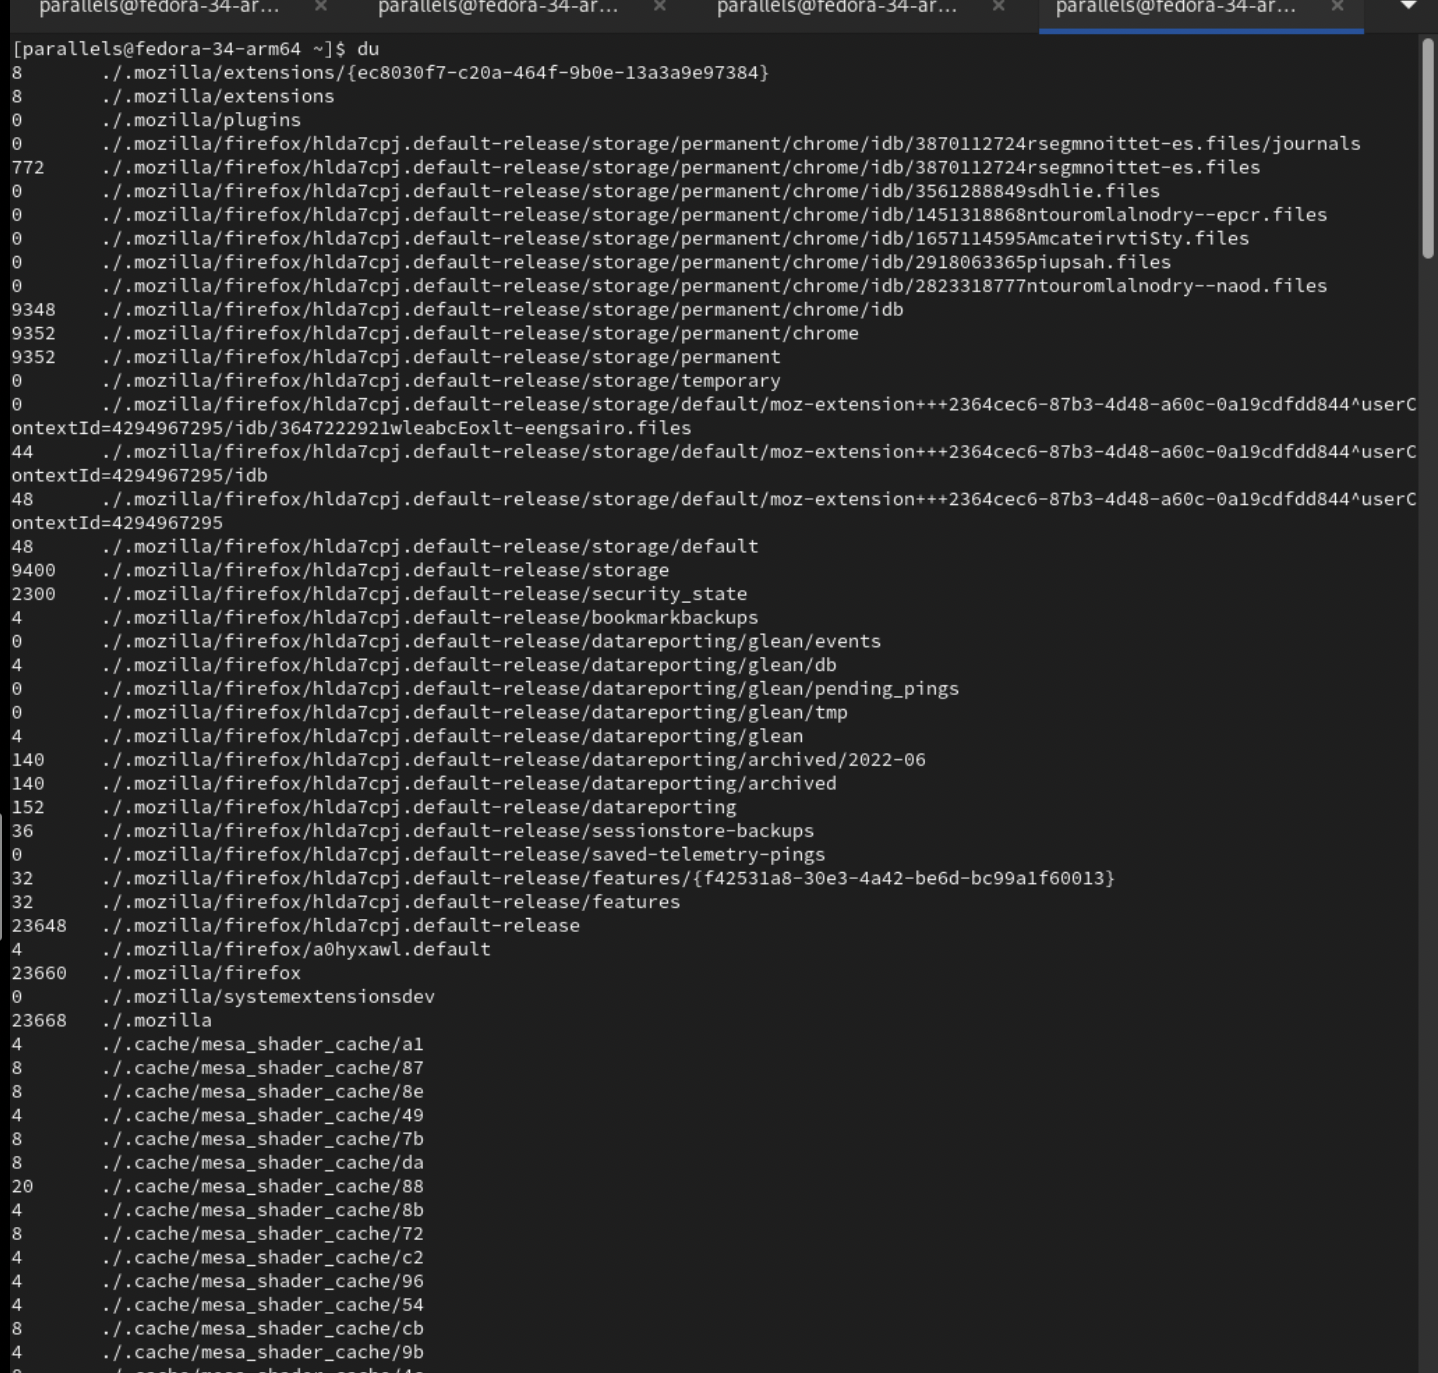 parallels@fedora-34-ar... × parallels@fedora-34-ar... × parallels@fedora-34-ar... × parallels@fedora-34-ar... ×
[parallels@fedora-34-arm64 ~]$ du
8 ./.mozilla/extensions/{ec8030f7-c20a-464f-9b0e-13a3a9e97384}
8 ./.mozilla/extensions
0 ./.mozilla/plugins
0 ./.mozilla/firefox/hlda7cpj.default-release/storage/permanent/chrome/idb/3870112724rsegmnoittet-es.files/journals
772 ./.mozilla/firefox/hlda7cpj.default-release/storage/permanent/chrome/idb/3870112724rsegmnoittet-es.files
0 ./.mozilla/firefox/hlda7cpj.default-release/storage/permanent/chrome/idb/3561288849sdhlie.files
0 ./.mozilla/firefox/hlda7cpj.default-release/storage/permanent/chrome/idb/1451318868ntouromlalnodry--epcr.files
0 ./.mozilla/firefox/hlda7cpj.default-release/storage/permanent/chrome/idb/1657114595AmcateirvtiSty.files
0 ./.mozilla/firefox/hlda7cpj.default-release/storage/permanent/chrome/idb/2918063365piupsah.files
0 ./.mozilla/firefox/hlda7cpj.default-release/storage/permanent/chrome/idb/2823318777ntouromlalnodry--naod.files
9348 ./.mozilla/firefox/hlda7cpj.default-release/storage/permanent/chrome/idb
9352 ./.mozilla/firefox/hlda7cpj.default-release/storage/permanent/chrome
9352 ./.mozilla/firefox/hlda7cpj.default-release/storage/permanent
0 ./.mozilla/firefox/hlda7cpj.default-release/storage/temporary
0 ./.mozilla/firefox/hlda7cpj.default-release/storage/default/moz-extension+++2364cec6-87b3-4d48-a60c-0a19cdfdd844^userC
ontextId=4294967295/idb/3647222921wleabcEoxlt-eengsairo.files
44 ./.mozilla/firefox/hlda7cpj.default-release/storage/default/moz-extension+++2364cec6-87b3-4d48-a60c-0a19cdfdd844^userC
ontextId=4294967295/idb
48 ./.mozilla/firefox/hlda7cpj.default-release/storage/default/moz-extension+++2364cec6-87b3-4d48-a60c-0a19cdfdd844^userC
ontextId=4294967295
48 ./.mozilla/firefox/hlda7cpj.default-release/storage/default
9400 ./.mozilla/firefox/hlda7cpj.default-release/storage
2300 ./.mozilla/firefox/hlda7cpj.default-release/security_state
4 ./.mozilla/firefox/hlda7cpj.default-release/bookmarkbackups
0 ./.mozilla/firefox/hlda7cpj.default-release/datareporting/glean/events
4 ./.mozilla/firefox/hlda7cpj.default-release/datareporting/glean/db
0 ./.mozilla/firefox/hlda7cpj.default-release/datareporting/glean/pending_pings
0 ./.mozilla/firefox/hlda7cpj.default-release/datareporting/glean/tmp
4 ./.mozilla/firefox/hlda7cpj.default-release/datareporting/glean
140 ./.mozilla/firefox/hlda7cpj.default-release/datareporting/archived/2022-06
140 ./.mozilla/firefox/hlda7cpj.default-release/datareporting/archived
152 ./.mozilla/firefox/hlda7cpj.default-release/datareporting
36 ./.mozilla/firefox/hlda7cpj.default-release/sessionstore-backups
0 ./.mozilla/firefox/hlda7cpj.default-release/saved-telemetry-pings
32 ./.mozilla/firefox/hlda7cpj.default-release/features/{f42531a8-30e3-4a42-be6d-bc99a1f60013}
32 ./.mozilla/firefox/hlda7cpj.default-release/features
23648 ./.mozilla/firefox/hlda7cpj.default-release
4 ./.mozilla/firefox/a0hyxawl.default
23660 ./.mozilla/firefox
0 ./.mozilla/systemextensionsdev
23668 ./.mozilla
4 ./.cache/mesa_shader_cache/a1
8 ./.cache/mesa_shader_cache/87
8 ./.cache/mesa_shader_cache/8e
4 ./.cache/mesa_shader_cache/49
8 ./.cache/mesa_shader_cache/7b
8 ./.cache/mesa_shader_cache/da
20 ./.cache/mesa_shader_cache/88
4 ./.cache/mesa_shader_cache/8b
8 ./.cache/mesa_shader_cache/72
4 ./.cache/mesa_shader_cache/c2
4 ./.cache/mesa_shader_cache/96
4 ./.cache/mesa_shader_cache/54
8 ./.cache/mesa_shader_cache/cb
4 ./.cache/mesa_shader_cache/9b